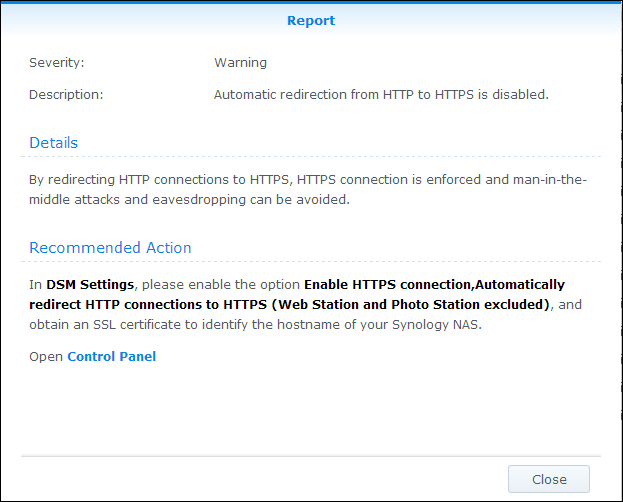 Report
Severity: Warning
Description: Automatic redirection from HTTP to HTTPS is disabled.
Details
By redirecting HTTP connections to HTTPS, HTTPS connection is enforced and man-in-the-
middle attacks and eavesdropping can be avoided.
Recommended Action
In DSM Settings, please enable the option Enable HTTPS connection,Automatically
redirect HTTP connections to HTTPS (Web Station and Photo Station excluded), and
obtain an SSL certificate to identify the hostname of your Synology NAS.
Open Control Panel
Close